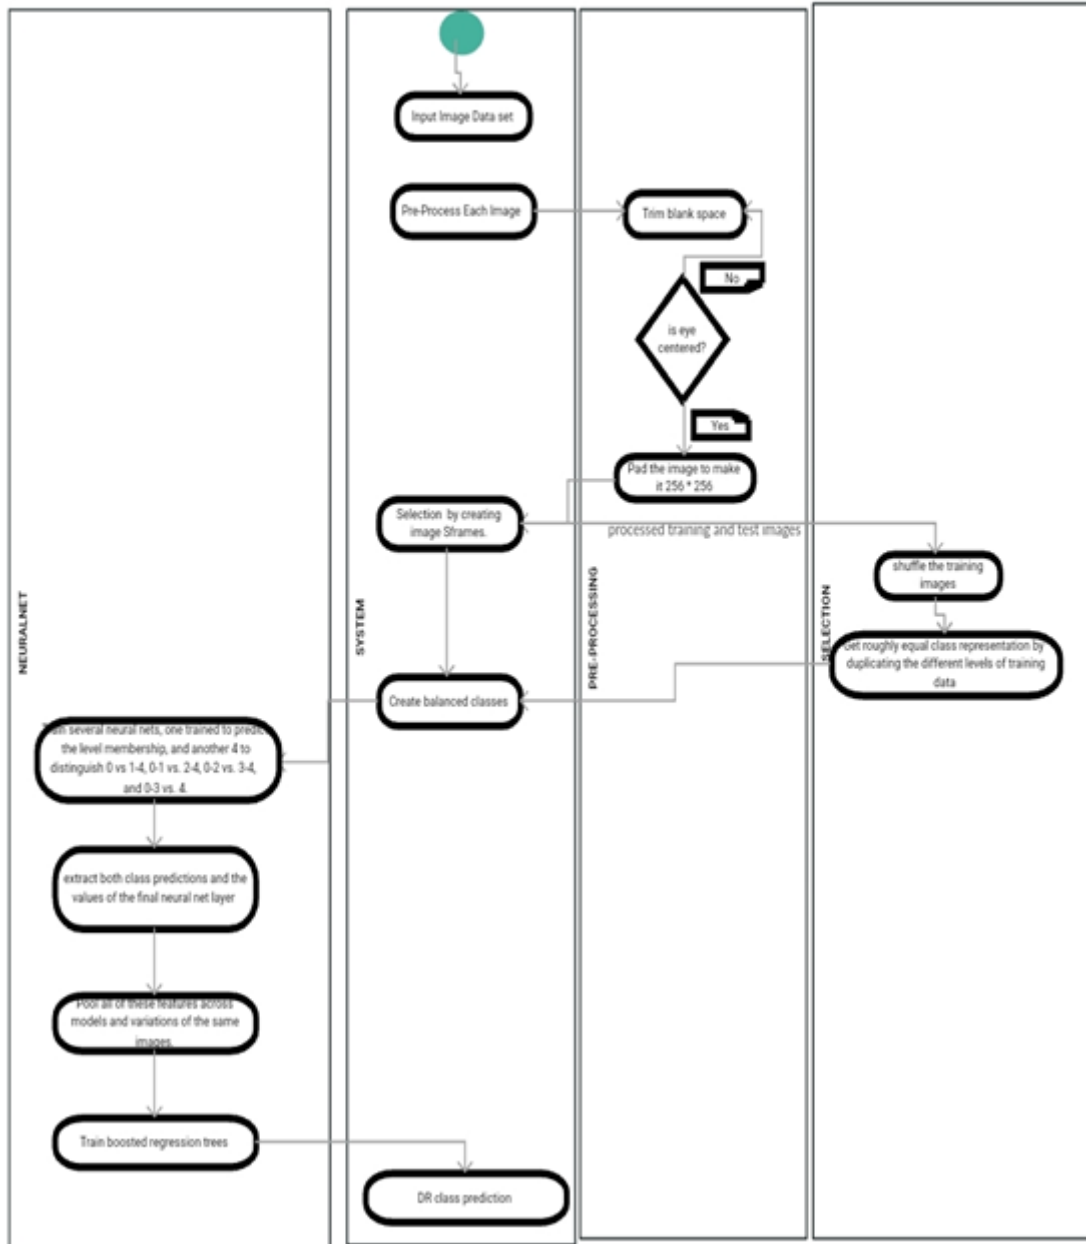 Input Image Data set
Pre-Process Each Image
Trim blank space
No
is eye
centered?
Yes
Pad the image to make
it 256 * 256
Selection by creating
image Sframes.
processed training and test images
shuffle the training
images
Get roughly equal class representation by
duplicating the different levels of training
data
NEURALNET
SYSTEM
PRE-PROCESSING
SELECTION
Create balanced classes
several neural nets, one trained to predict
the level membership, and another 4 to
distinguish 0 vs 1-4, 0-1 vs. 2-4, 0-2 vs. 3-4,
and 0-3 vs. 4.
extract both class predictions and the
values of the final neural net layer
Pool all of these features across
models and variations of the same
images.
Train boosted regression trees
DR class prediction